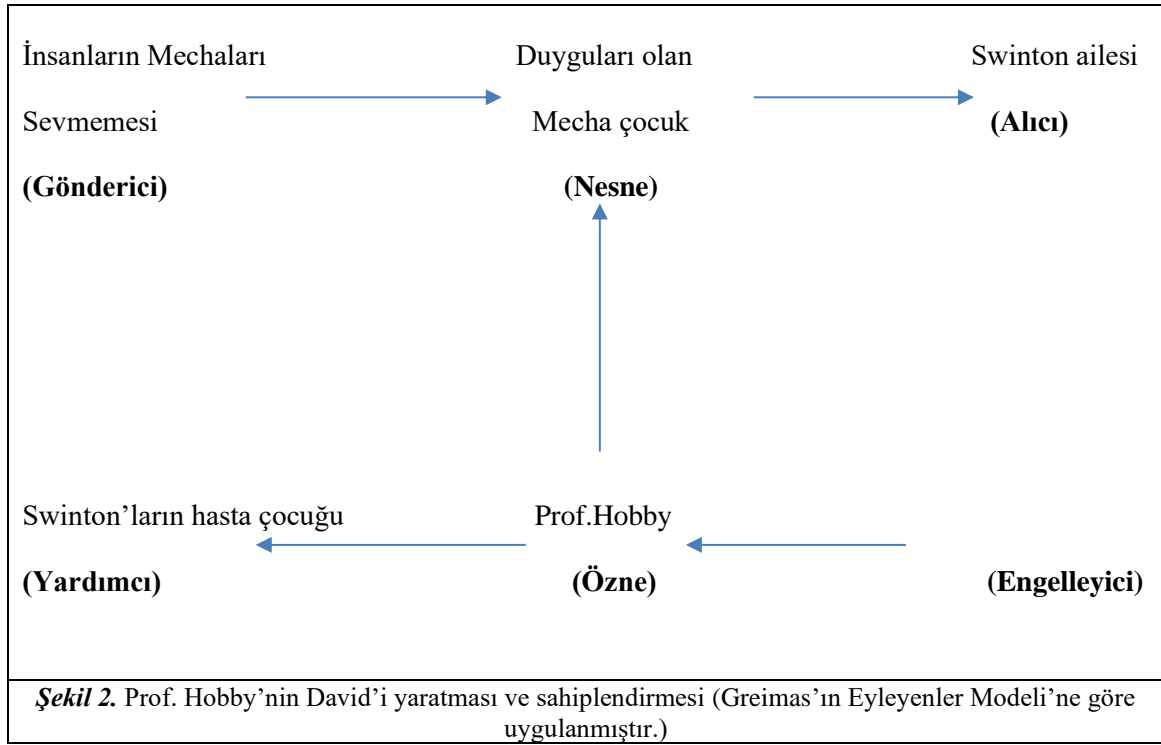 İnsanların Mechaları Duyguları olan Swinton ailesi
Sevmemesi Mecha çocuk (Alıcı)
(Gönderici) (Nesne)
Swinton’ların hasta çocuğu Prof.Hobby
(Yardımcı) (Özne) (Engelleyici)
Şekil 2. Prof. Hobby’nin David’i yaratması ve sahiplendirmesi (Greimas’ın Eyleyenler Modeli’ne göre
uygulanmıştır.)